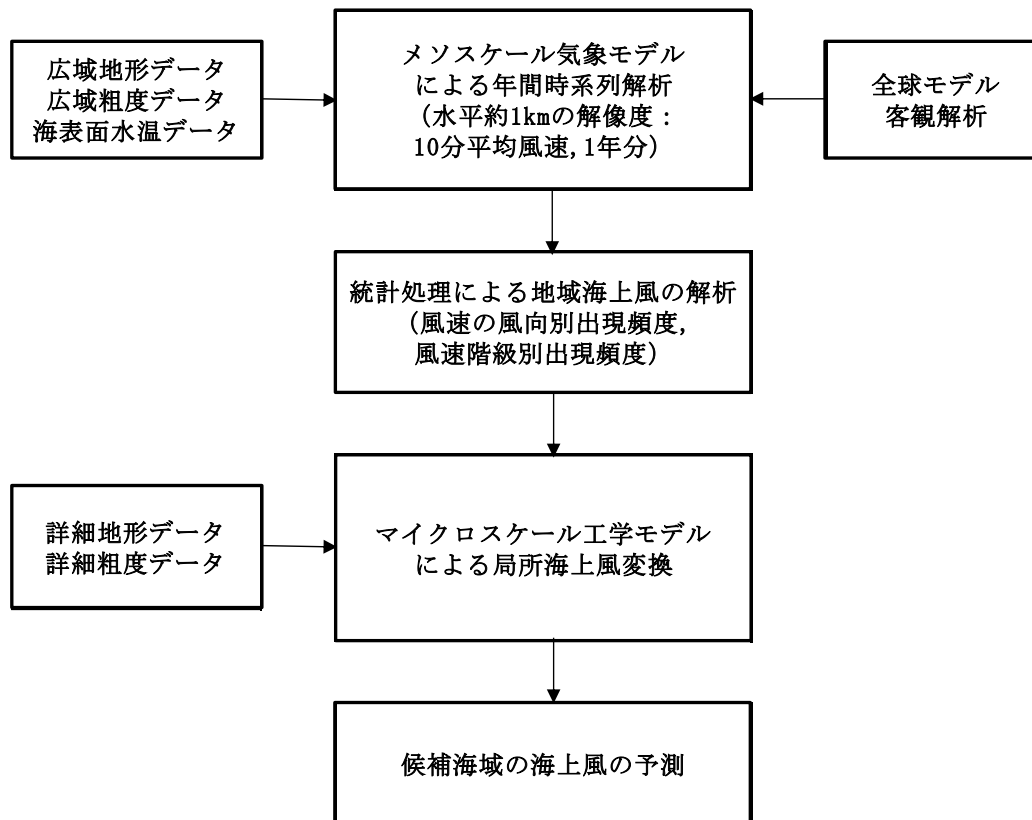 広域地形データ
広域粗度データ
海表面水温データ
メソスケール気象モデル
による年間時系列解析
(水平約1kmの解像度：
10分平均風速,1年分)
全球モデル
客観解析
統計処理による地域海上風の解析
(風速の風向別出現頻度,
風速階級別出現頻度)
詳細地形データ
詳細粗度データ
マイクロスケール工学モデル
による局所海上風変換
候補海域の海上風の予測